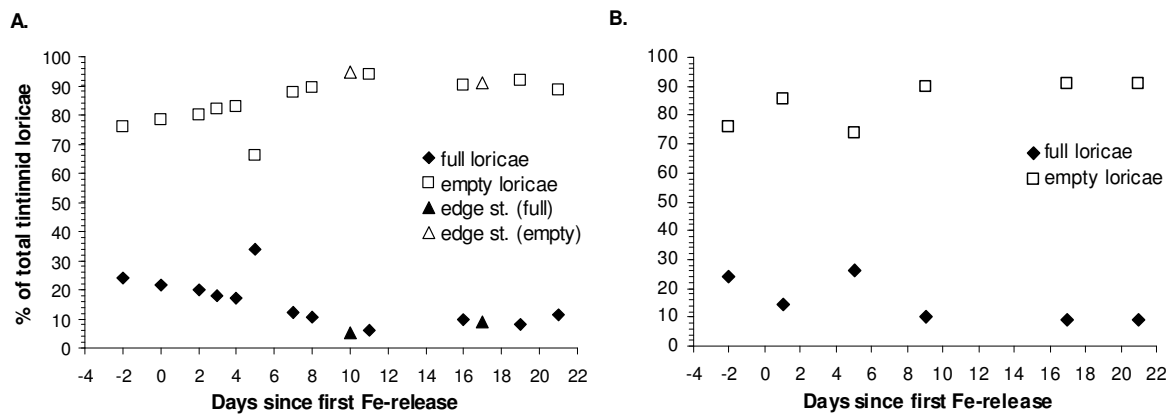 A.
% of total tintinnid loricae
100
90
80
70
60
50
40
30
20
10
0
-4 -2 0 2 4 6 8 10 12 14 16 18 20 22
Days since first Fe-release
full loricae
empty loricae
edge st. (full)
edge st. (empty)
B.
100
90
80
70
60
50
40
30
20
10
0
-4 -2 0 2 4 6 8 10 12 14 16 18 20 22
Days since first Fe-release
full loricae
empty loricae